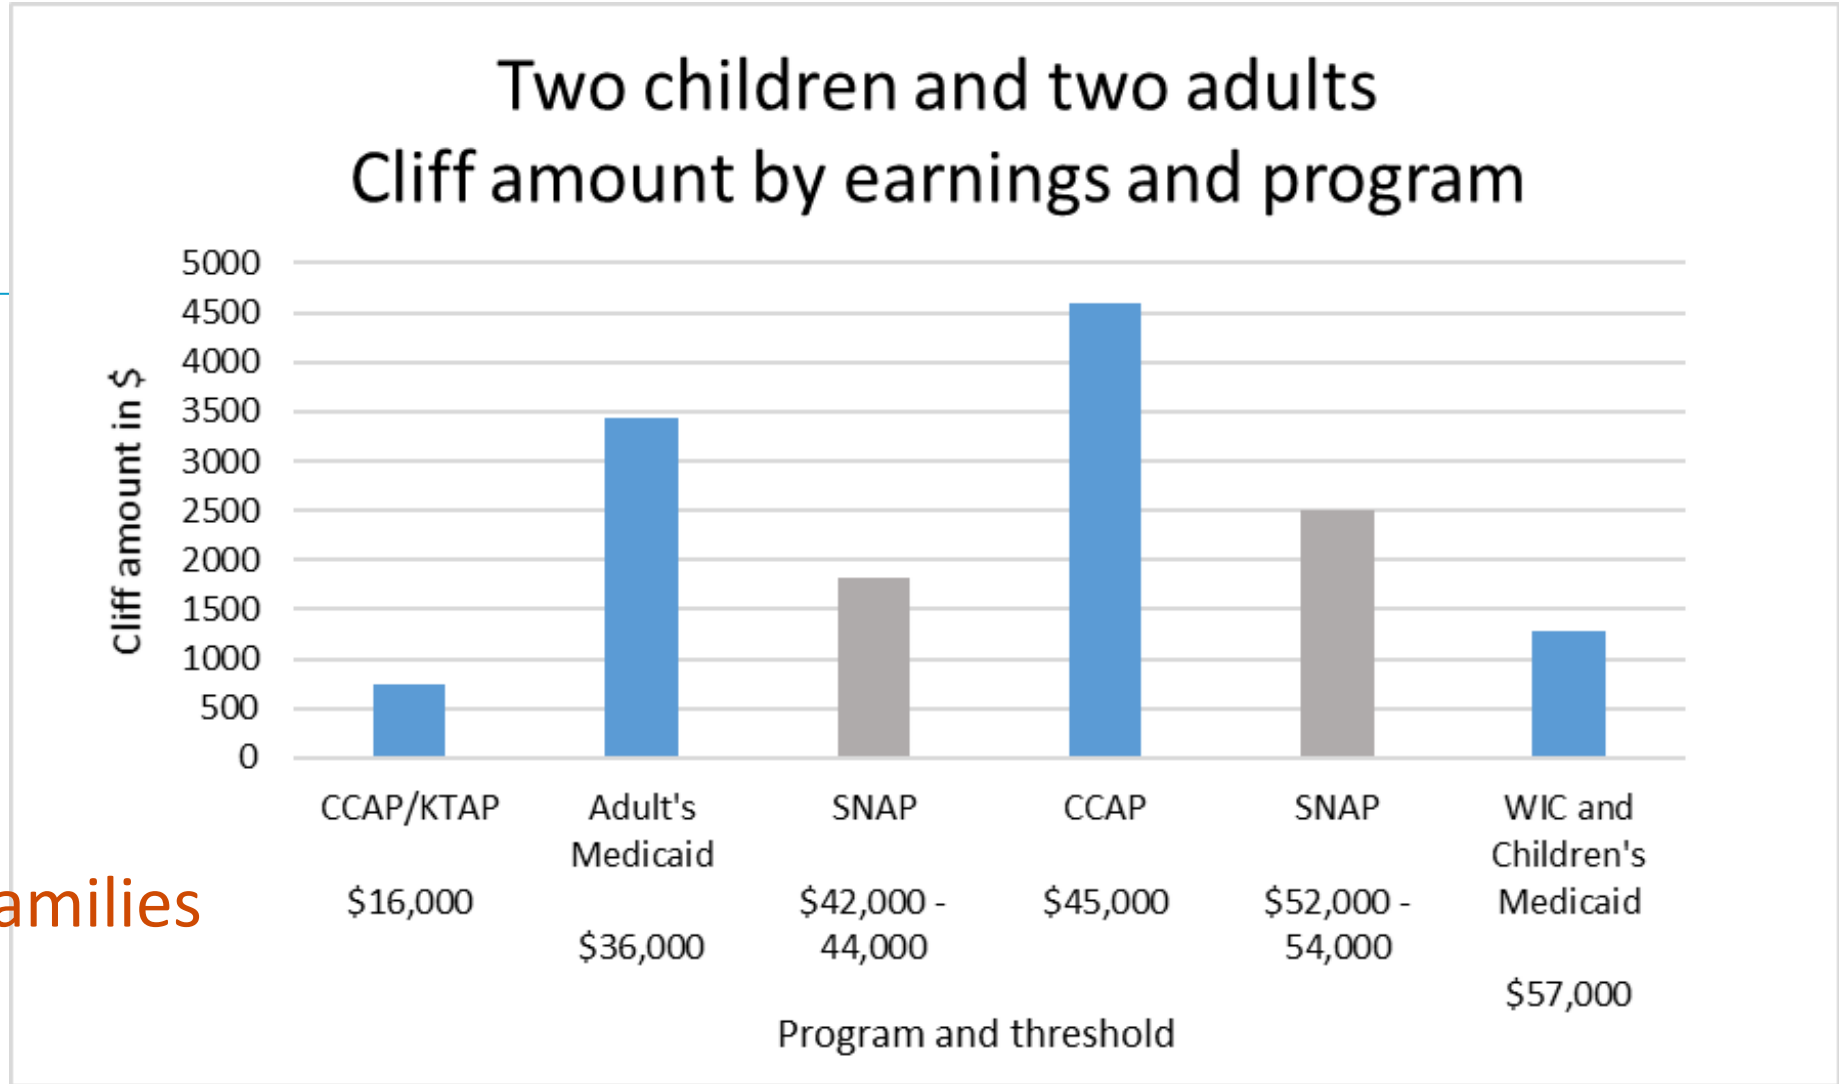 Two children and two adults
Cliff amount by earnings and program
5000
4500
4000
3500
3000
2500
2000
1500
1000
500
0
Cliff amount in $
CCAP/KTAP
$16,000
Adult's
Medicaid
$36,000
SNAP
$42,000 -
44,000
CCAP
$45,000
SNAP
$52,000 -
54,000
WIC and
Children's
Medicaid
$57,000
Program and threshold
amilies